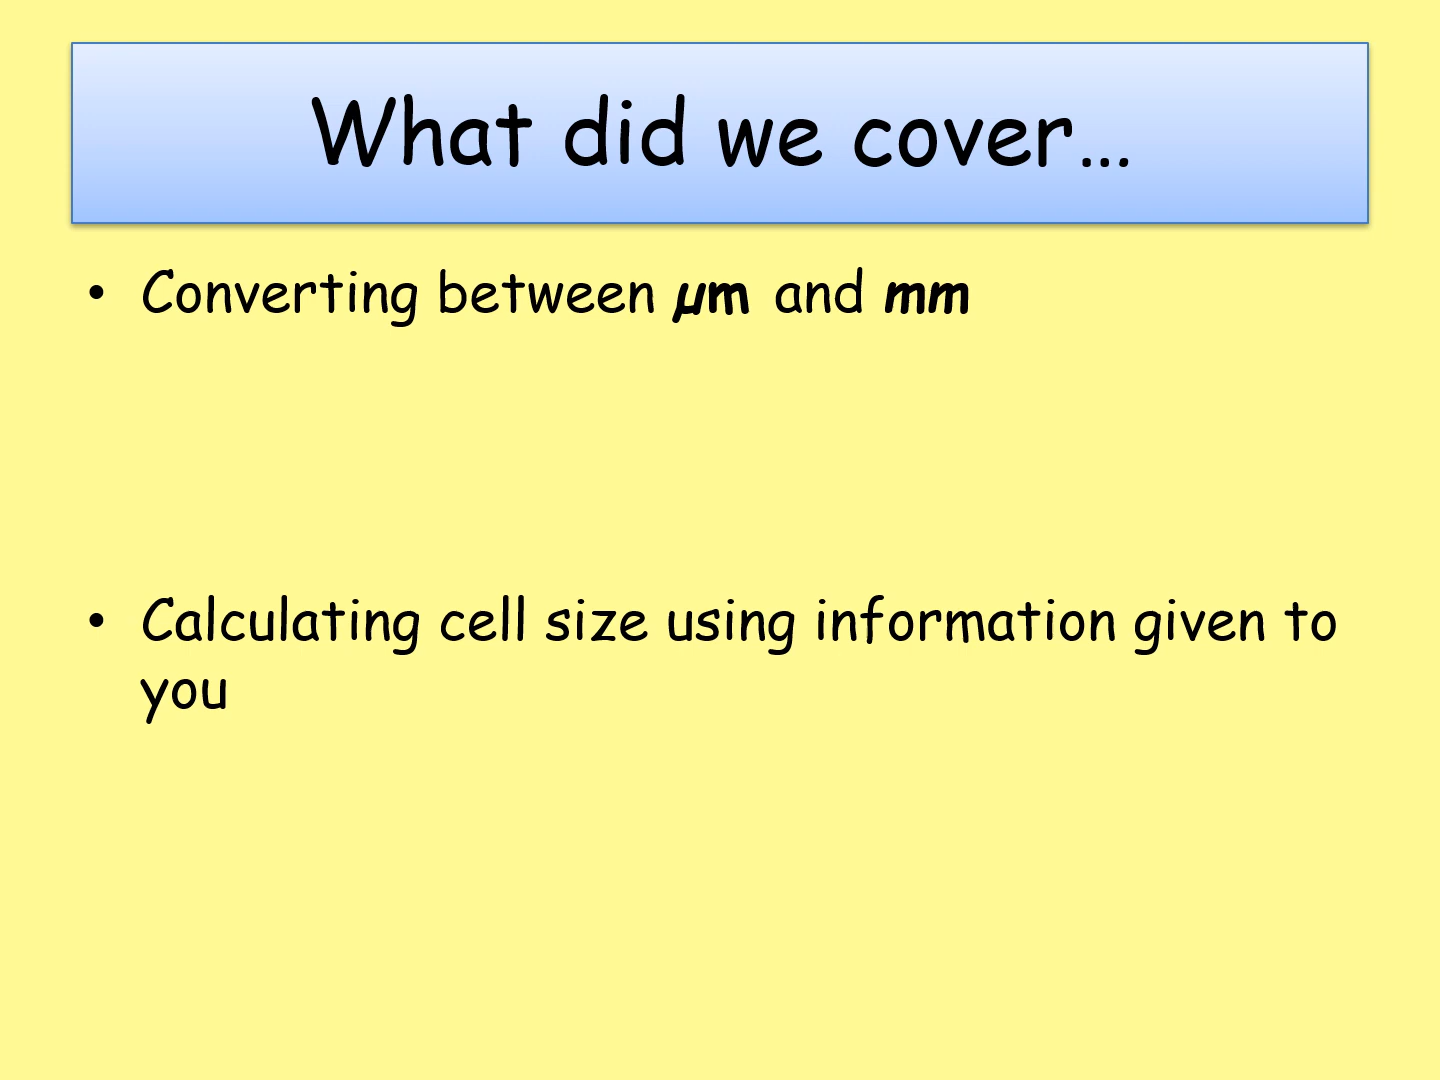 What did we cover…
• Converting between µm and mm
• Calculating cell size using information given to
you